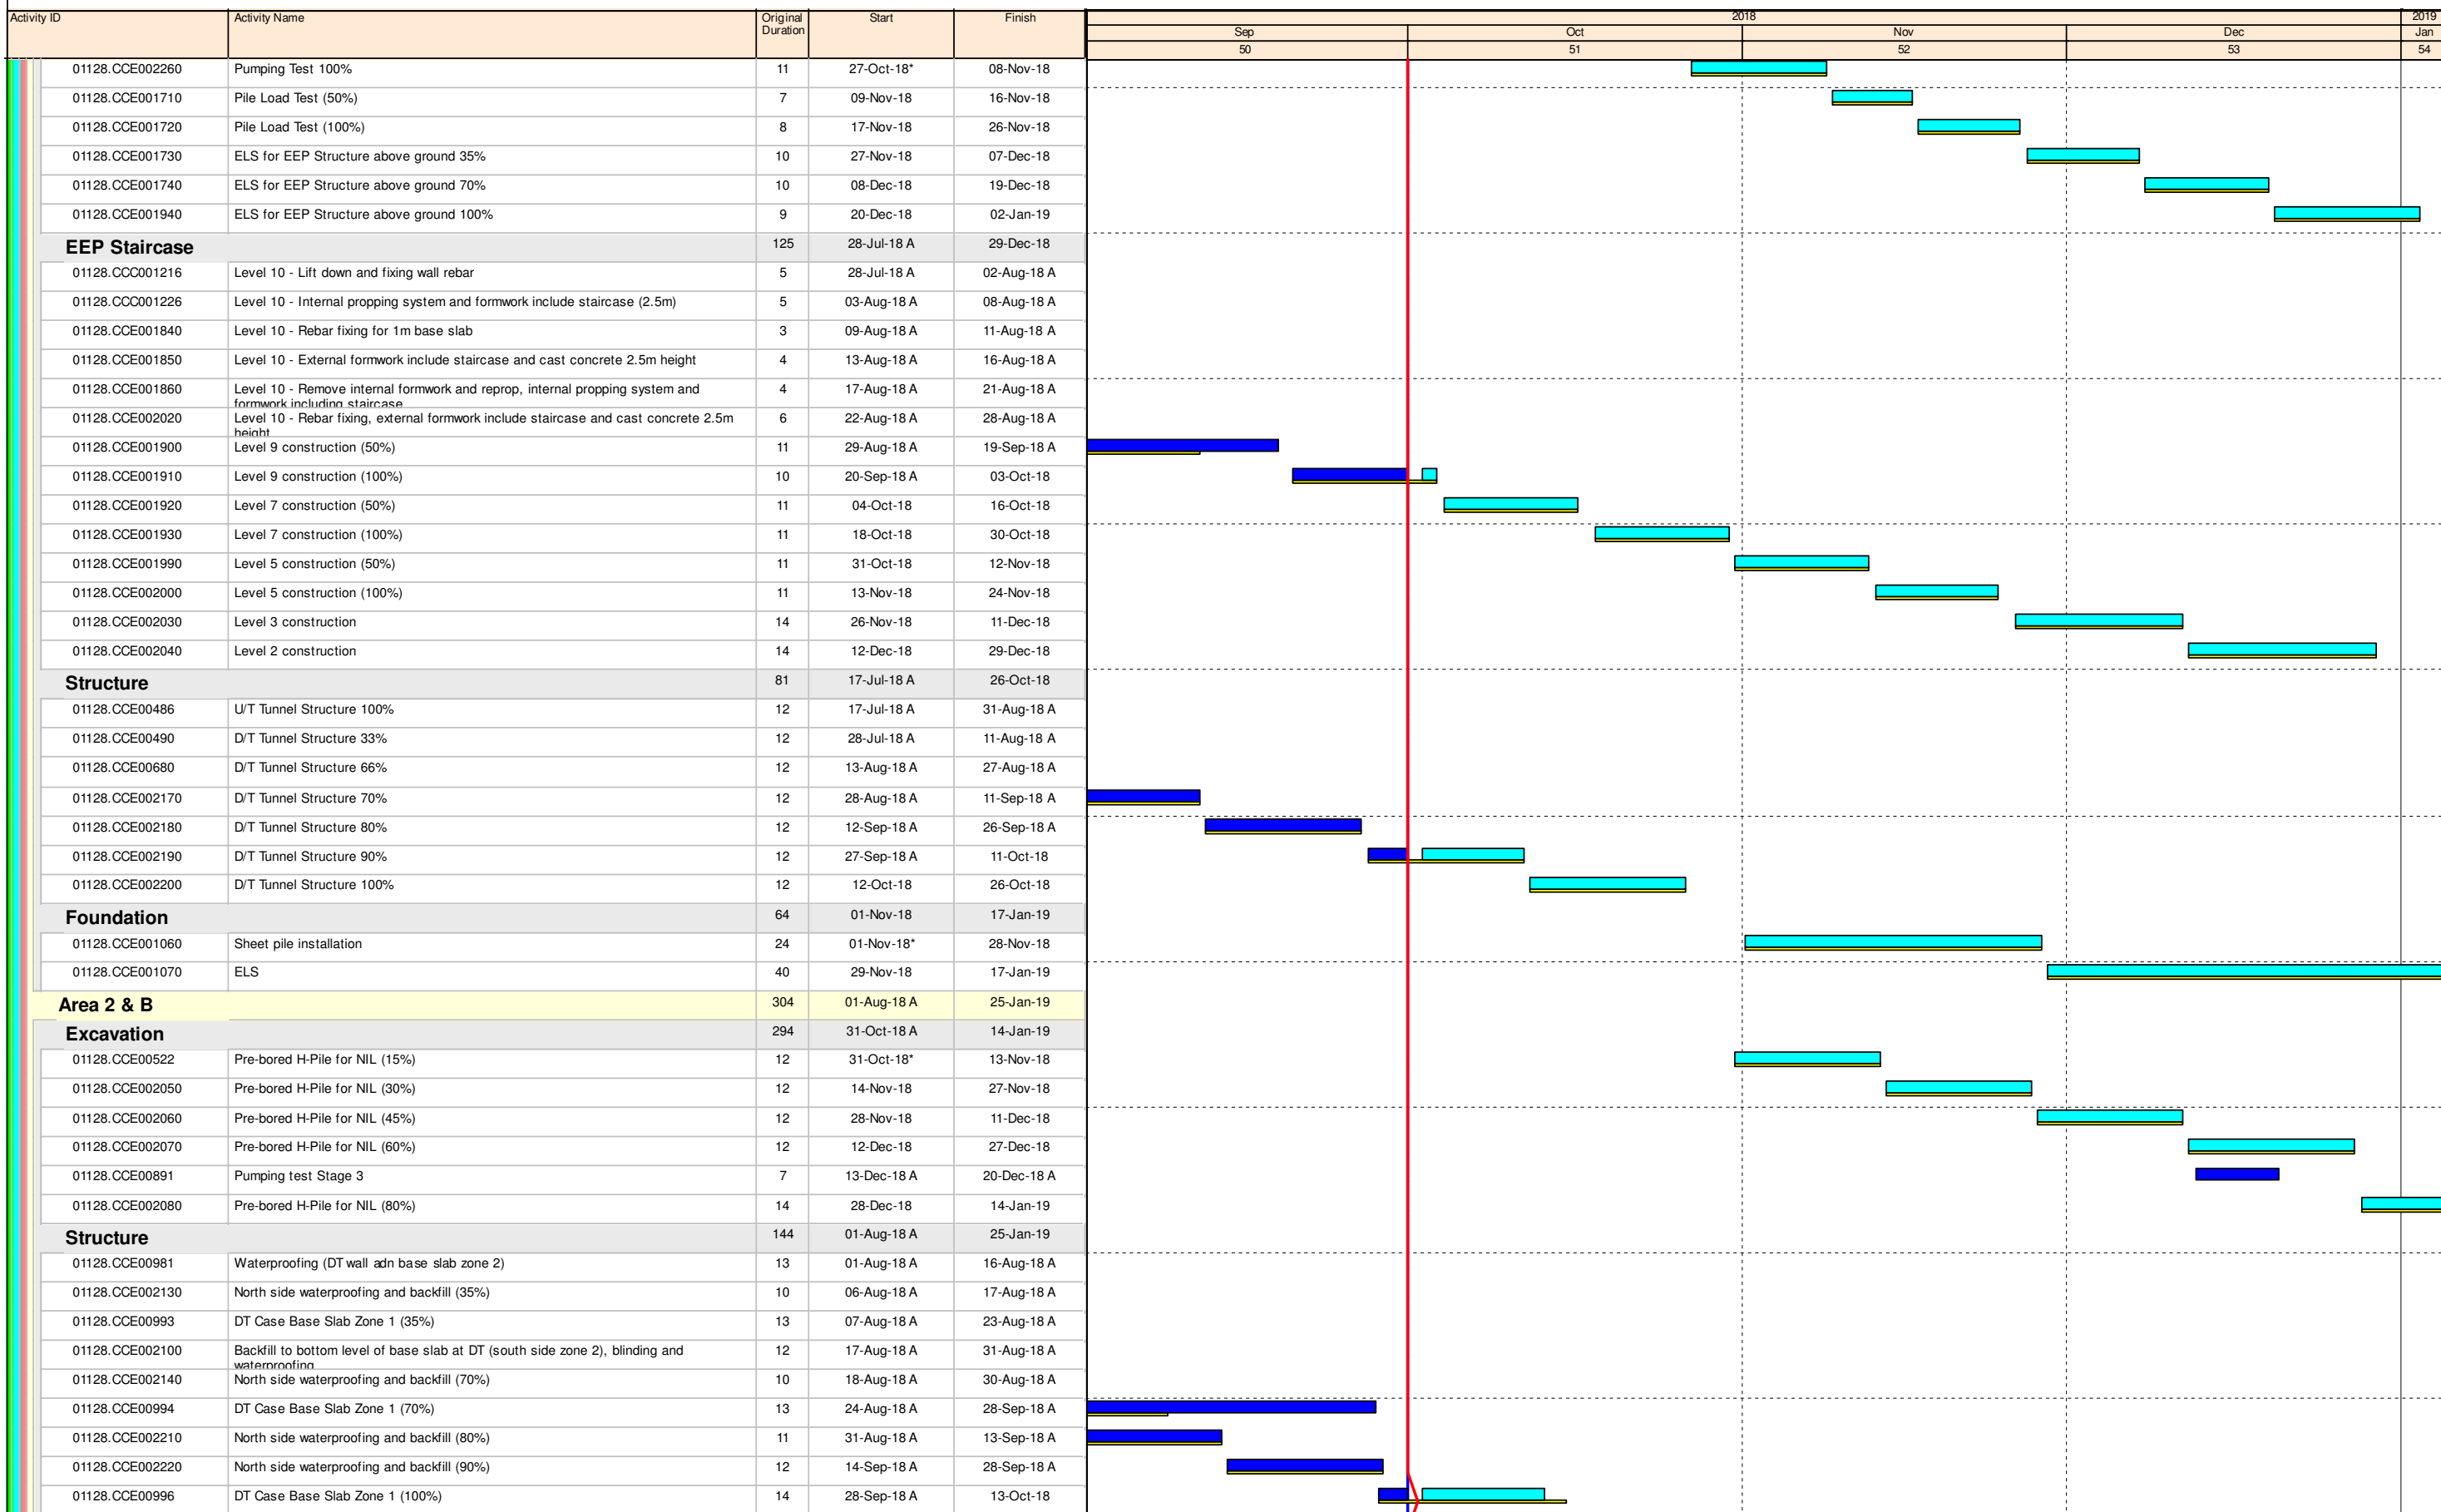 Activity ID Activity Name Original Duration Start Finish 2018 2019
Sep Oct Nov Dec Jan
50 51 52 53 54
01128.CCE002260 Pumping Test 100% 11 27-Oct-18* 08-Nov-18
01128.CCE001710 Pile Load Test (50%) 7 09-Nov-18 16-Nov-18
01128.CCE001720 Pile Load Test (100%) 8 17-Nov-18 26-Nov-18
01128.CCE001730 ELS for EEP Structure above ground 35% 10 27-Nov-18 07-Dec-18
01128.CCE001740 ELS for EEP Structure above ground 70% 10 08-Dec-18 19-Dec-18
01128.CCE001940 ELS for EEP Structure above ground 100% 9 20-Dec-18 02-Jan-19
EEP Staircase 125 28-Jul-18 A 29-Dec-18
01128.CCC001216 Level 10 - Lift down and fixing wall rebar 5 28-Jul-18 A 02-Aug-18 A
01128.CCC001226 Level 10 - Internal propping system and formwork include staircase (2.5m) 5 03-Aug-18 A 08-Aug-18 A
01128.CCE001840 Level 10 - Rebar fixing for 1m base slab 3 09-Aug-18 A 11-Aug-18 A
01128.CCE001850 Level 10 - External formwork include staircase and cast concrete 2.5m height 4 13-Aug-18 A 16-Aug-18 A
01128.CCE001860 Level 10 - Remove internal formwork and reprop, internal propping system and 4 17-Aug-18 A 21-Aug-18 A
formwork including staircase
01128.CCE002020 Level 10 - Rebar fixing, external formwork include staircase and cast concrete 2.5m 6 22-Aug-18 A 28-Aug-18 A
height
01128.CCE001900 Level 9 construction (50%) 11 29-Aug-18 A 19-Sep-18 A
01128.CCE001910 Level 9 construction (100%) 10 20-Sep-18 A 03-Oct-18
01128.CCE001920 Level 7 construction (50%) 11 04-Oct-18 16-Oct-18
01128.CCE001930 Level 7 construction (100%) 11 18-Oct-18 30-Oct-18
01128.CCE001990 Level 5 construction (50%) 11 31-Oct-18 12-Nov-18
01128.CCE002000 Level 5 construction (100%) 11 13-Nov-18 24-Nov-18
01128.CCE002030 Level 3 construction 14 26-Nov-18 11-Dec-18
01128.CCE002040 Level 2 construction 14 12-Dec-18 29-Dec-18
Structure 81 17-Jul-18 A 26-Oct-18
01128.CCE00486 U/T Tunnel Structure 100% 12 17-Jul-18 A 31-Aug-18 A
01128.CCE00490 D/T Tunnel Structure 33% 12 28-Jul-18 A 11-Aug-18 A
01128.CCE00680 D/T Tunnel Structure 66% 12 13-Aug-18 A 27-Aug-18 A
01128.CCE002170 D/T Tunnel Structure 70% 12 28-Aug-18 A 11-Sep-18 A
01128.CCE002180 D/T Tunnel Structure 80% 12 12-Sep-18 A 26-Sep-18 A
01128.CCE002190 D/T Tunnel Structure 90% 12 27-Sep-18 A 11-Oct-18
01128.CCE002200 D/T Tunnel Structure 100% 12 12-Oct-18 26-Oct-18
Foundation 64 01-Nov-18 17-Jan-19
01128.CCE001060 Sheet pile installation 24 01-Nov-18* 28-Nov-18
01128.CCE001070 ELS 40 29-Nov-18 17-Jan-19
Area 2 & B 304 01-Aug-18 A 25-Jan-19
Excavation 294 31-Oct-18 A 14-Jan-19
01128.CCE00522 Pre-bored H-Pile for NIL (15%) 12 31-Oct-18* 13-Nov-18
01128.CCE002050 Pre-bored H-Pile for NIL (30%) 12 14-Nov-18 27-Nov-18
01128.CCE002060 Pre-bored H-Pile for NIL (45%) 12 28-Nov-18 11-Dec-18
01128.CCE002070 Pre-bored H-Pile for NIL (60%) 12 12-Dec-18 27-Dec-18
01128.CCE00891 Pumping test Stage 3 7 13-Dec-18 A 20-Dec-18 A
01128.CCE002080 Pre-bored H-Pile for NIL (80%) 14 28-Dec-18 14-Jan-19
Structure 144 01-Aug-18 A 25-Jan-19
01128.CCE00981 Waterproofing (DT wall adn base slab zone 2) 13 01-Aug-18 A 16-Aug-18 A
01128.CCE002130 North side waterproofing and backfill (35%) 10 06-Aug-18 A 17-Aug-18 A
01128.CCE00993 DT Case Base Slab Zone 1 (35%) 13 07-Aug-18 A 23-Aug-18 A
01128.CCE002100 Backfill to bottom level of base slab at DT (south side zone 2), blinding and 12 17-Aug-18 A 31-Aug-18 A
waterproofing
01128.CCE002140 North side waterproofing and backfill (70%) 10 18-Aug-18 A 30-Aug-18 A
01128.CCE00994 DT Case Base Slab Zone 1 (70%) 13 24-Aug-18 A 28-Sep-18 A
01128.CCE002210 North side waterproofing and backfill (80%) 11 31-Aug-18 A 13-Sep-18 A
01128.CCE002220 North side waterproofing and backfill (90%) 12 14-Sep-18 A 28-Sep-18 A
01128.CCE00996 DT Case Base Slab Zone 1 (100%) 14 28-Sep-18 A 13-Oct-18